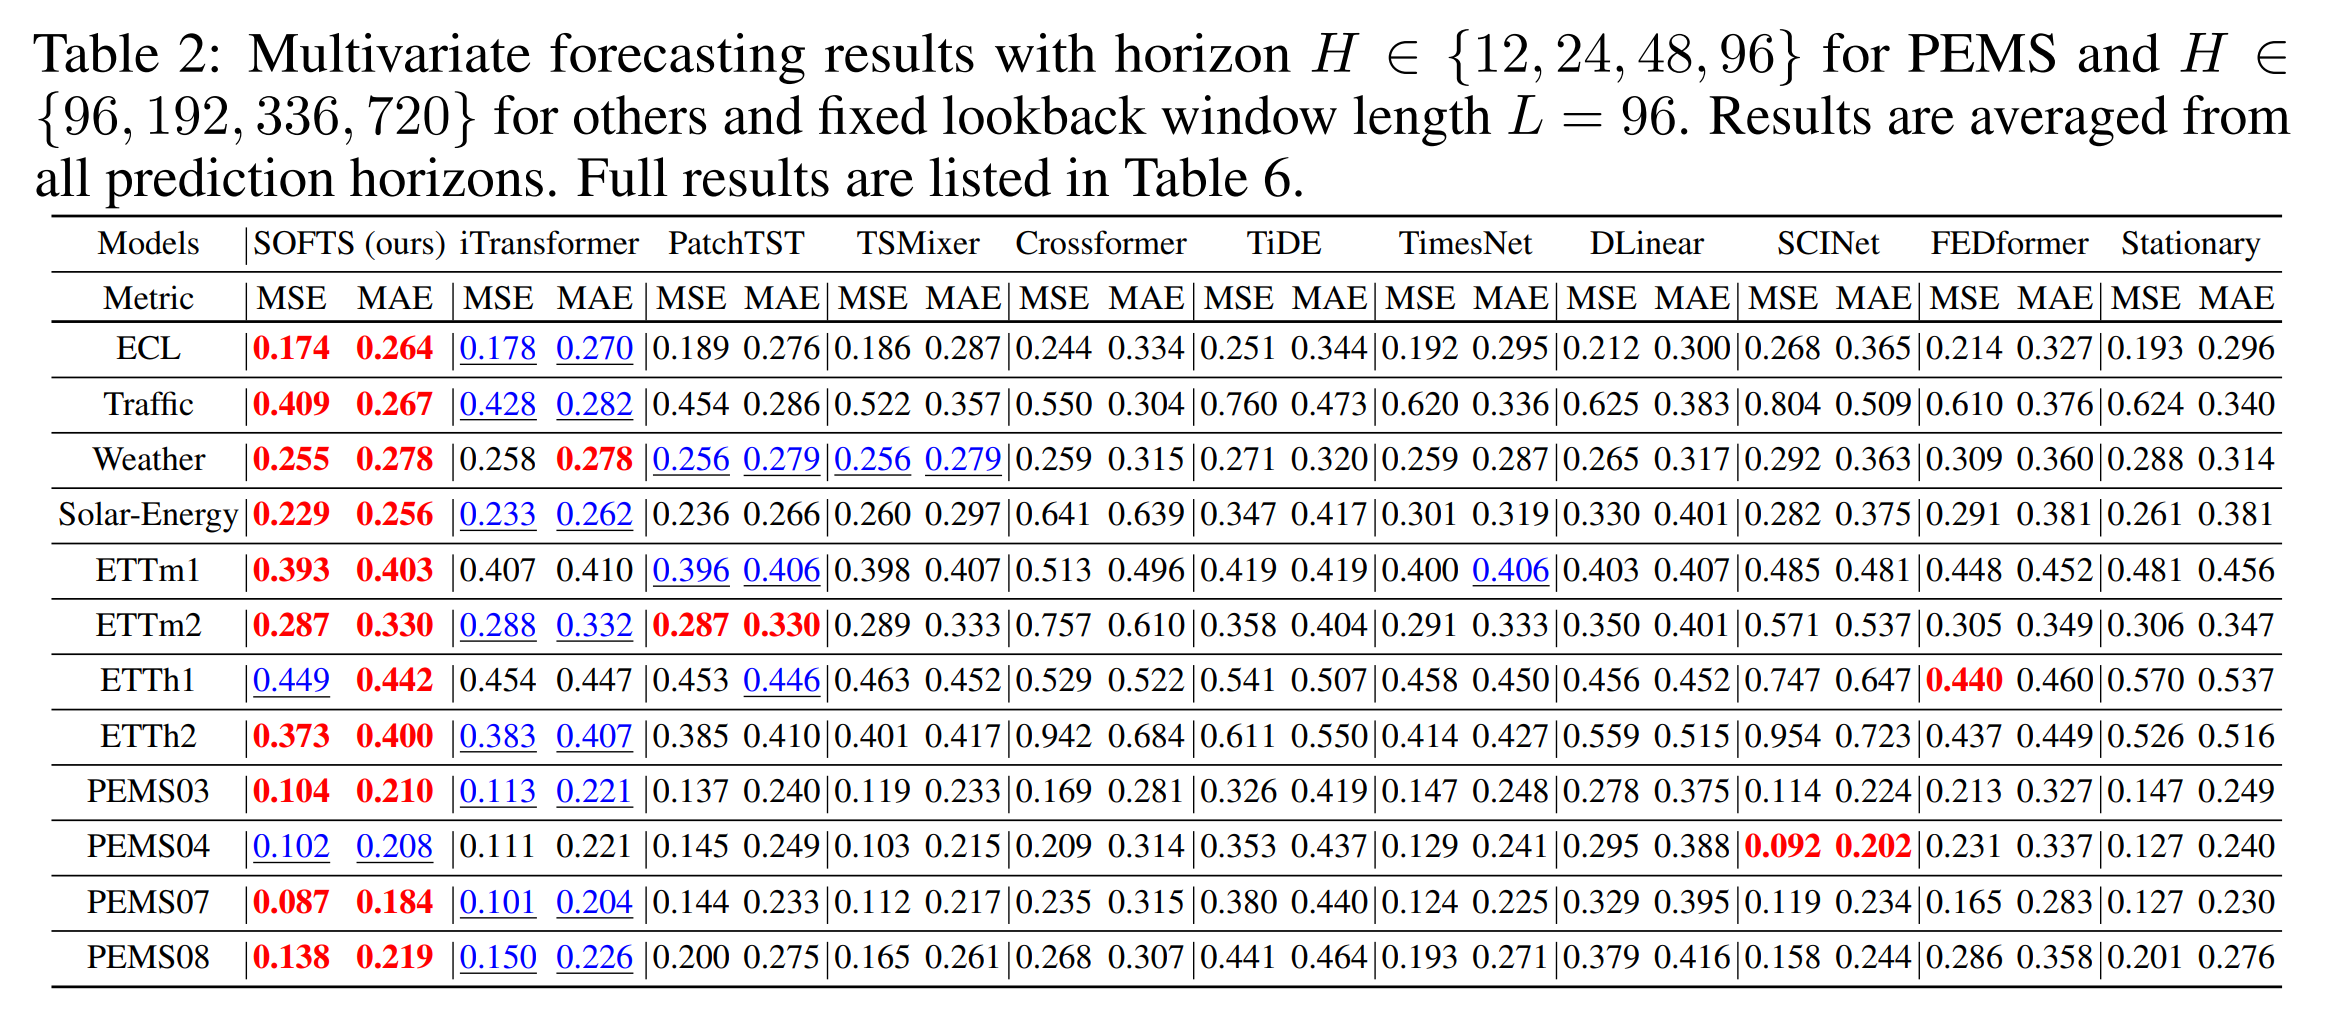 Table 2: Multivariate forecasting results with horizon H ∈ {12, 24, 48, 96} for PEMS and H ∈
{96, 192, 336, 720} for others and fixed lookback window length L = 96. Results are averaged from
all prediction horizons. Full results are listed in Table 6.
Models SOFTS (ours) iTransformer PatchTST TSMixer Crossformer TiDE TimesNet DLinear SCINet FEDformer Stationary
Metric MSE MAE MSE MAE MSE MAE MSE MAE MSE MAE MSE MAE MSE MAE MSE MAE MSE MAE MSE MAE MSE MAE
ECL 0.174 0.264 0.178 0.270 0.189 0.276 0.186 0.287 0.244 0.334 0.251 0.344 0.192 0.295 0.212 0.300 0.268 0.365 0.214 0.327 0.193 0.296
Traffic 0.409 0.267 0.428 0.282 0.454 0.286 0.522 0.357 0.550 0.304 0.760 0.473 0.620 0.336 0.625 0.383 0.804 0.509 0.610 0.376 0.624 0.340
Weather 0.255 0.278 0.258 0.278 0.256 0.279 0.256 0.279 0.259 0.315 0.271 0.320 0.259 0.287 0.265 0.317 0.292 0.363 0.309 0.360 0.288 0.314
Solar-Energy 0.229 0.256 0.233 0.262 0.236 0.266 0.260 0.297 0.641 0.639 0.347 0.417 0.301 0.319 0.330 0.401 0.282 0.375 0.291 0.381 0.261 0.381
ETTm1 0.393 0.403 0.407 0.410 0.396 0.406 0.398 0.407 0.513 0.496 0.419 0.419 0.400 0.406 0.403 0.407 0.485 0.481 0.448 0.452 0.481 0.456
ETTm2 0.287 0.330 0.288 0.332 0.287 0.330 0.289 0.333 0.757 0.610 0.358 0.404 0.291 0.333 0.350 0.401 0.571 0.537 0.305 0.349 0.306 0.347
ETTh1 0.449 0.442 0.454 0.447 0.453 0.446 0.463 0.452 0.529 0.522 0.541 0.507 0.458 0.450 0.456 0.452 0.747 0.647 0.440 0.460 0.570 0.537
ETTh2 0.373 0.400 0.383 0.407 0.385 0.410 0.401 0.417 0.942 0.684 0.611 0.550 0.414 0.427 0.559 0.515 0.954 0.723 0.437 0.449 0.526 0.516
PEMS03 0.104 0.210 0.113 0.221 0.137 0.240 0.119 0.233 0.169 0.281 0.326 0.419 0.147 0.248 0.278 0.375 0.114 0.224 0.213 0.327 0.147 0.249
PEMS04 0.102 0.208 0.111 0.221 0.145 0.249 0.103 0.215 0.209 0.314 0.353 0.437 0.129 0.241 0.295 0.388 0.092 0.202 0.231 0.337 0.127 0.240
PEMS07 0.087 0.184 0.101 0.204 0.144 0.233 0.112 0.217 0.235 0.315 0.380 0.440 0.124 0.225 0.329 0.395 0.119 0.234 0.165 0.283 0.127 0.230
PEMS08 0.138 0.219 0.150 0.226 0.200 0.275 0.165 0.261 0.268 0.307 0.441 0.464 0.193 0.271 0.379 0.416 0.158 0.244 0.286 0.358 0.201 0.276